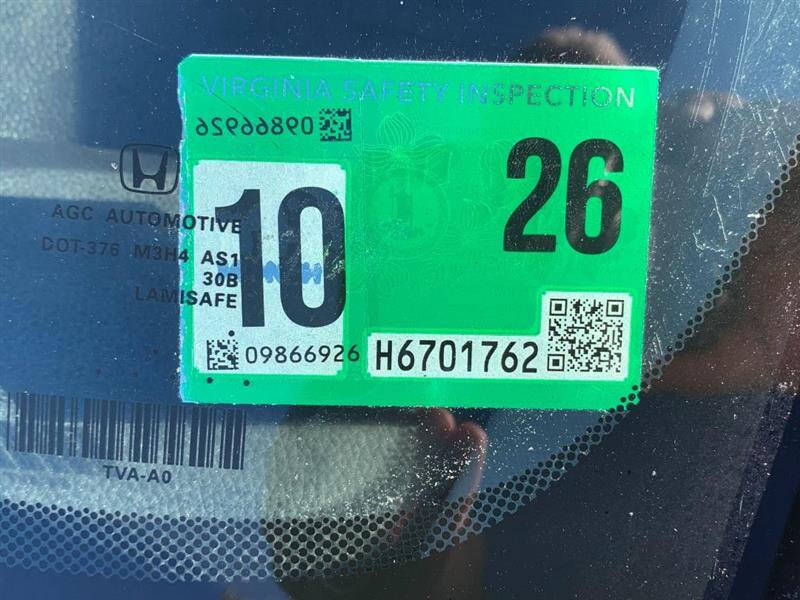 VIRGINIA SAFETY INSPECTION
09866926
26
10
AGC AUTOMOTIVE
DOT-376 M3H4 AS1
30B
LAMISAFE
09866926
H6701762
TVA-A0